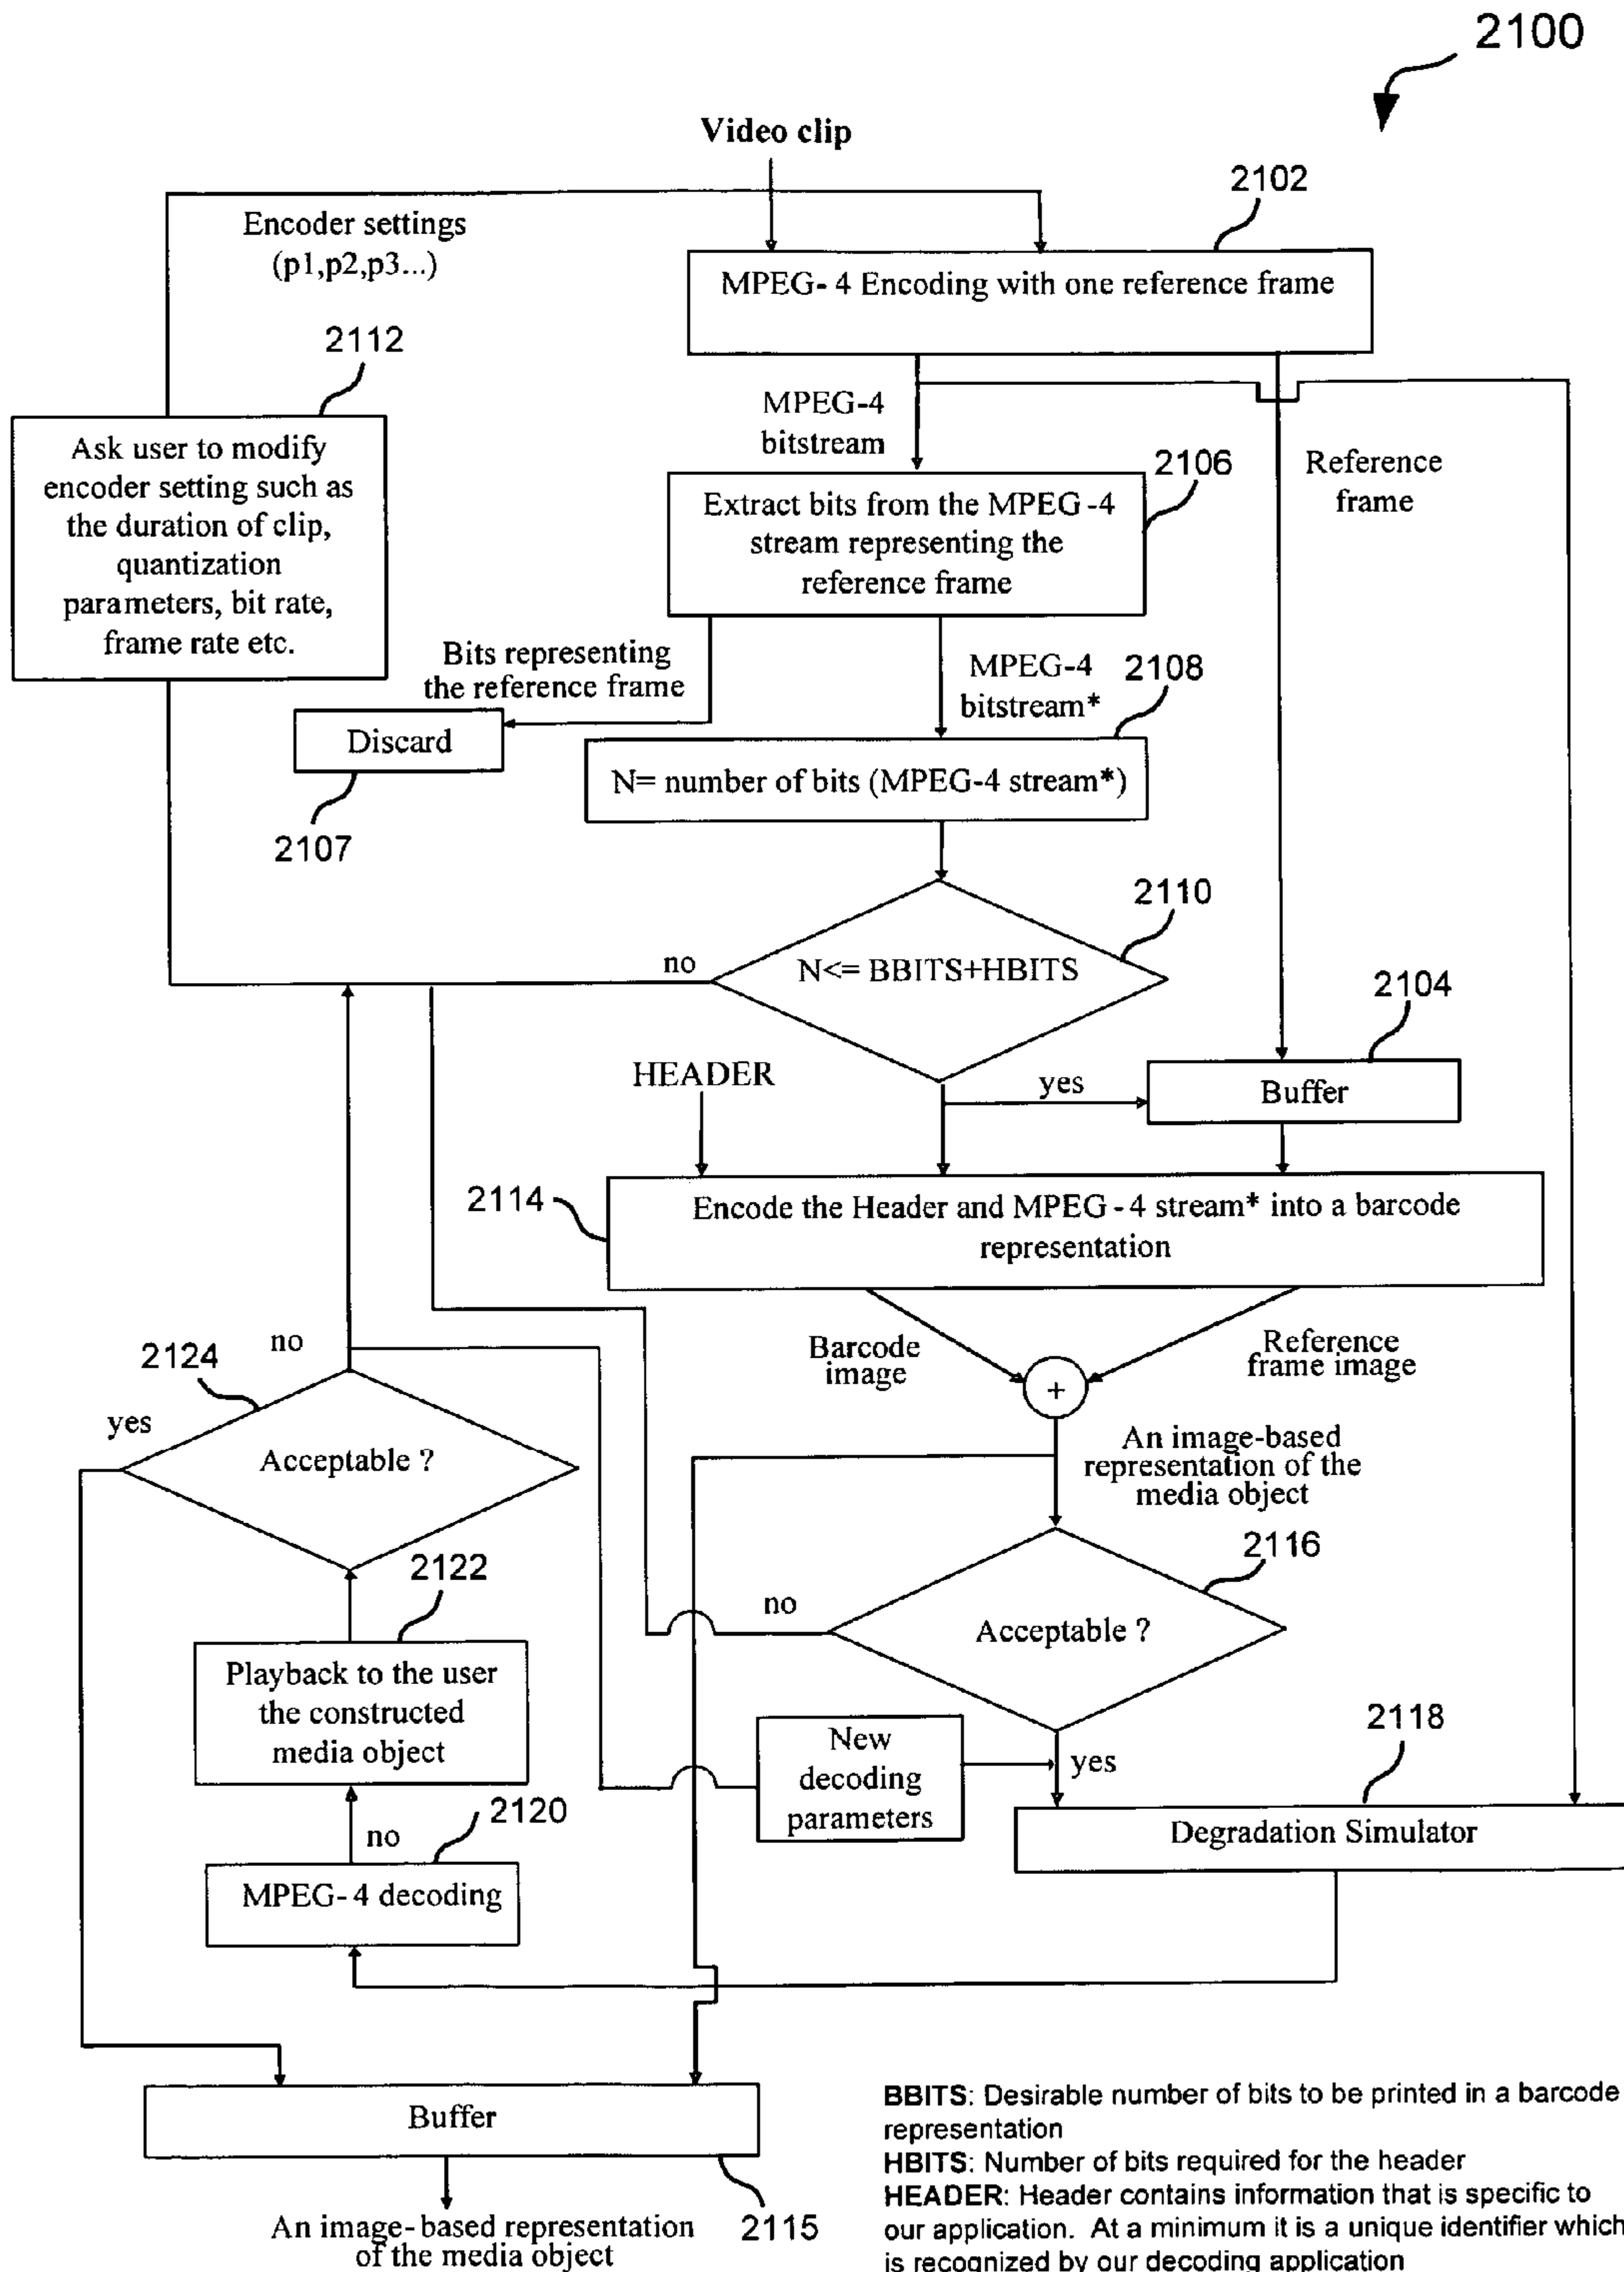 2100
Video clip
2102
Encoder settings
(p1,p2,p3...)
MPEG- 4 Encoding with one reference frame
2112
MPEG-4
bitstream
Reference
frame
2106
Ask user to modify
encoder setting such as
the duration of clip,
quantization
parameters, bit rate,
frame rate etc.
Extract bits from the MPEG -4
stream representing the
reference frame
Bits representing
the reference frame
MPEG-4
bitstream*
2108
Discard
N= number of bits (MPEG-4 stream*)
2107
2110
no
N<= BBITS+HBITS
2104
HEADER
yes
Buffer
2114
Encode the Header and MPEG - 4 stream* into a barcode
representation
no
2124
Barcode
image
Reference
frame image
+
yes
Acceptable ?
An image-based
representation of the
media object
2116
2122
no
Acceptable ?
Playback to the user
the constructed
media object
New
decoding
parameters
yes
2118
2120
no
Degradation Simulator
MPEG- 4 decoding
Buffer
2115
An image- based representation
of the media object
BBITS: Desirable number of bits to be printed in a barcode
representation
HBITS: Number of bits required for the header
HEADER: Header contains information that is specific to
our application. At a minimum it is a unique identifier which
is recognized by our decoding application